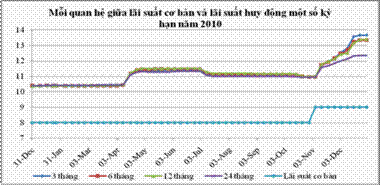 Mối quan hệ giữa lãi suất cơ bản và lãi suất huy động một số kỳ
hạn năm 2010
14
13
12
11
10
9
8
7
31-Dec
31-Jan
03-Mar
03-Apr
03-May
03-Jun
03-Jul
03-Aug
03-Sep
03-Oct
03-Nov
03-Dec
3 tháng
6 tháng
12 tháng
24 tháng
Lãi suất cơ bản